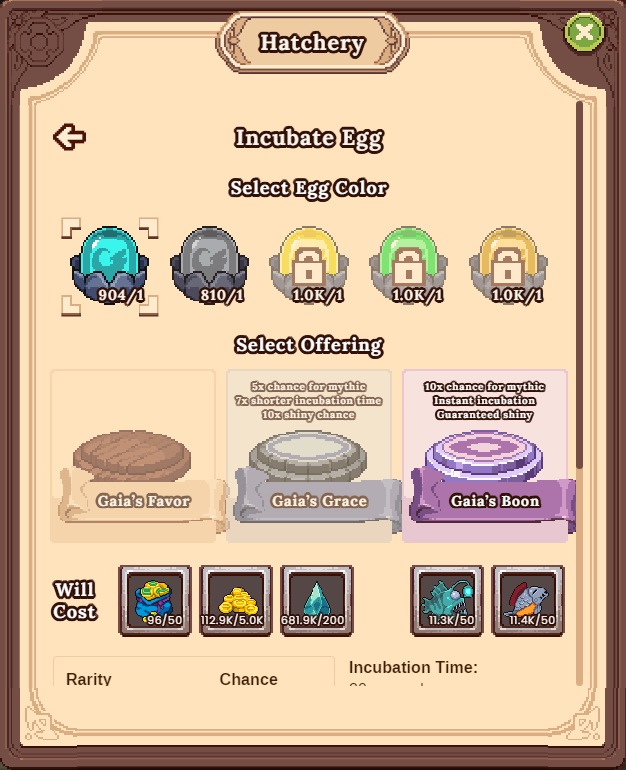 Hatchery
Incubate Egg
Select Egg Color
904/1
810/1
1.0K/1
1.0K/1
1.0K/1
Select Offering
5x chance for mythic
7x shorter incubation time
10x shiny chance
10x chance for mythic
Instant incubation
Guaranteed shiny
Gaia's Favor
Gaia's Grace
Gaia's Boon
Will
Cost
96/50
112.9K/5.0K
681.9K/200
11.3K/50
11.4K/50
Rarity
Chance
Incubation Time: